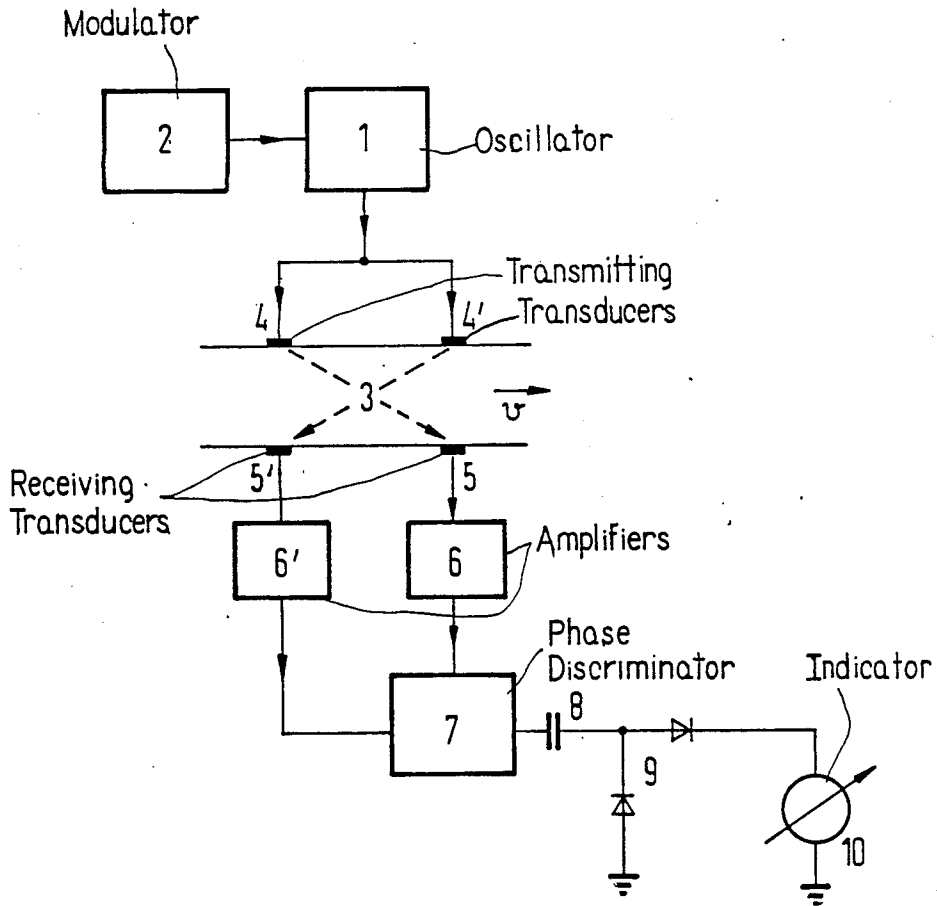 Modulator
2
1
Oscillator
Transmitting
Transducers
4
4'
3
v
Receiving
Transducers
5'
5
6'
6
Amplifiers
Phase
Discriminator
Indicator
7
8
9
10